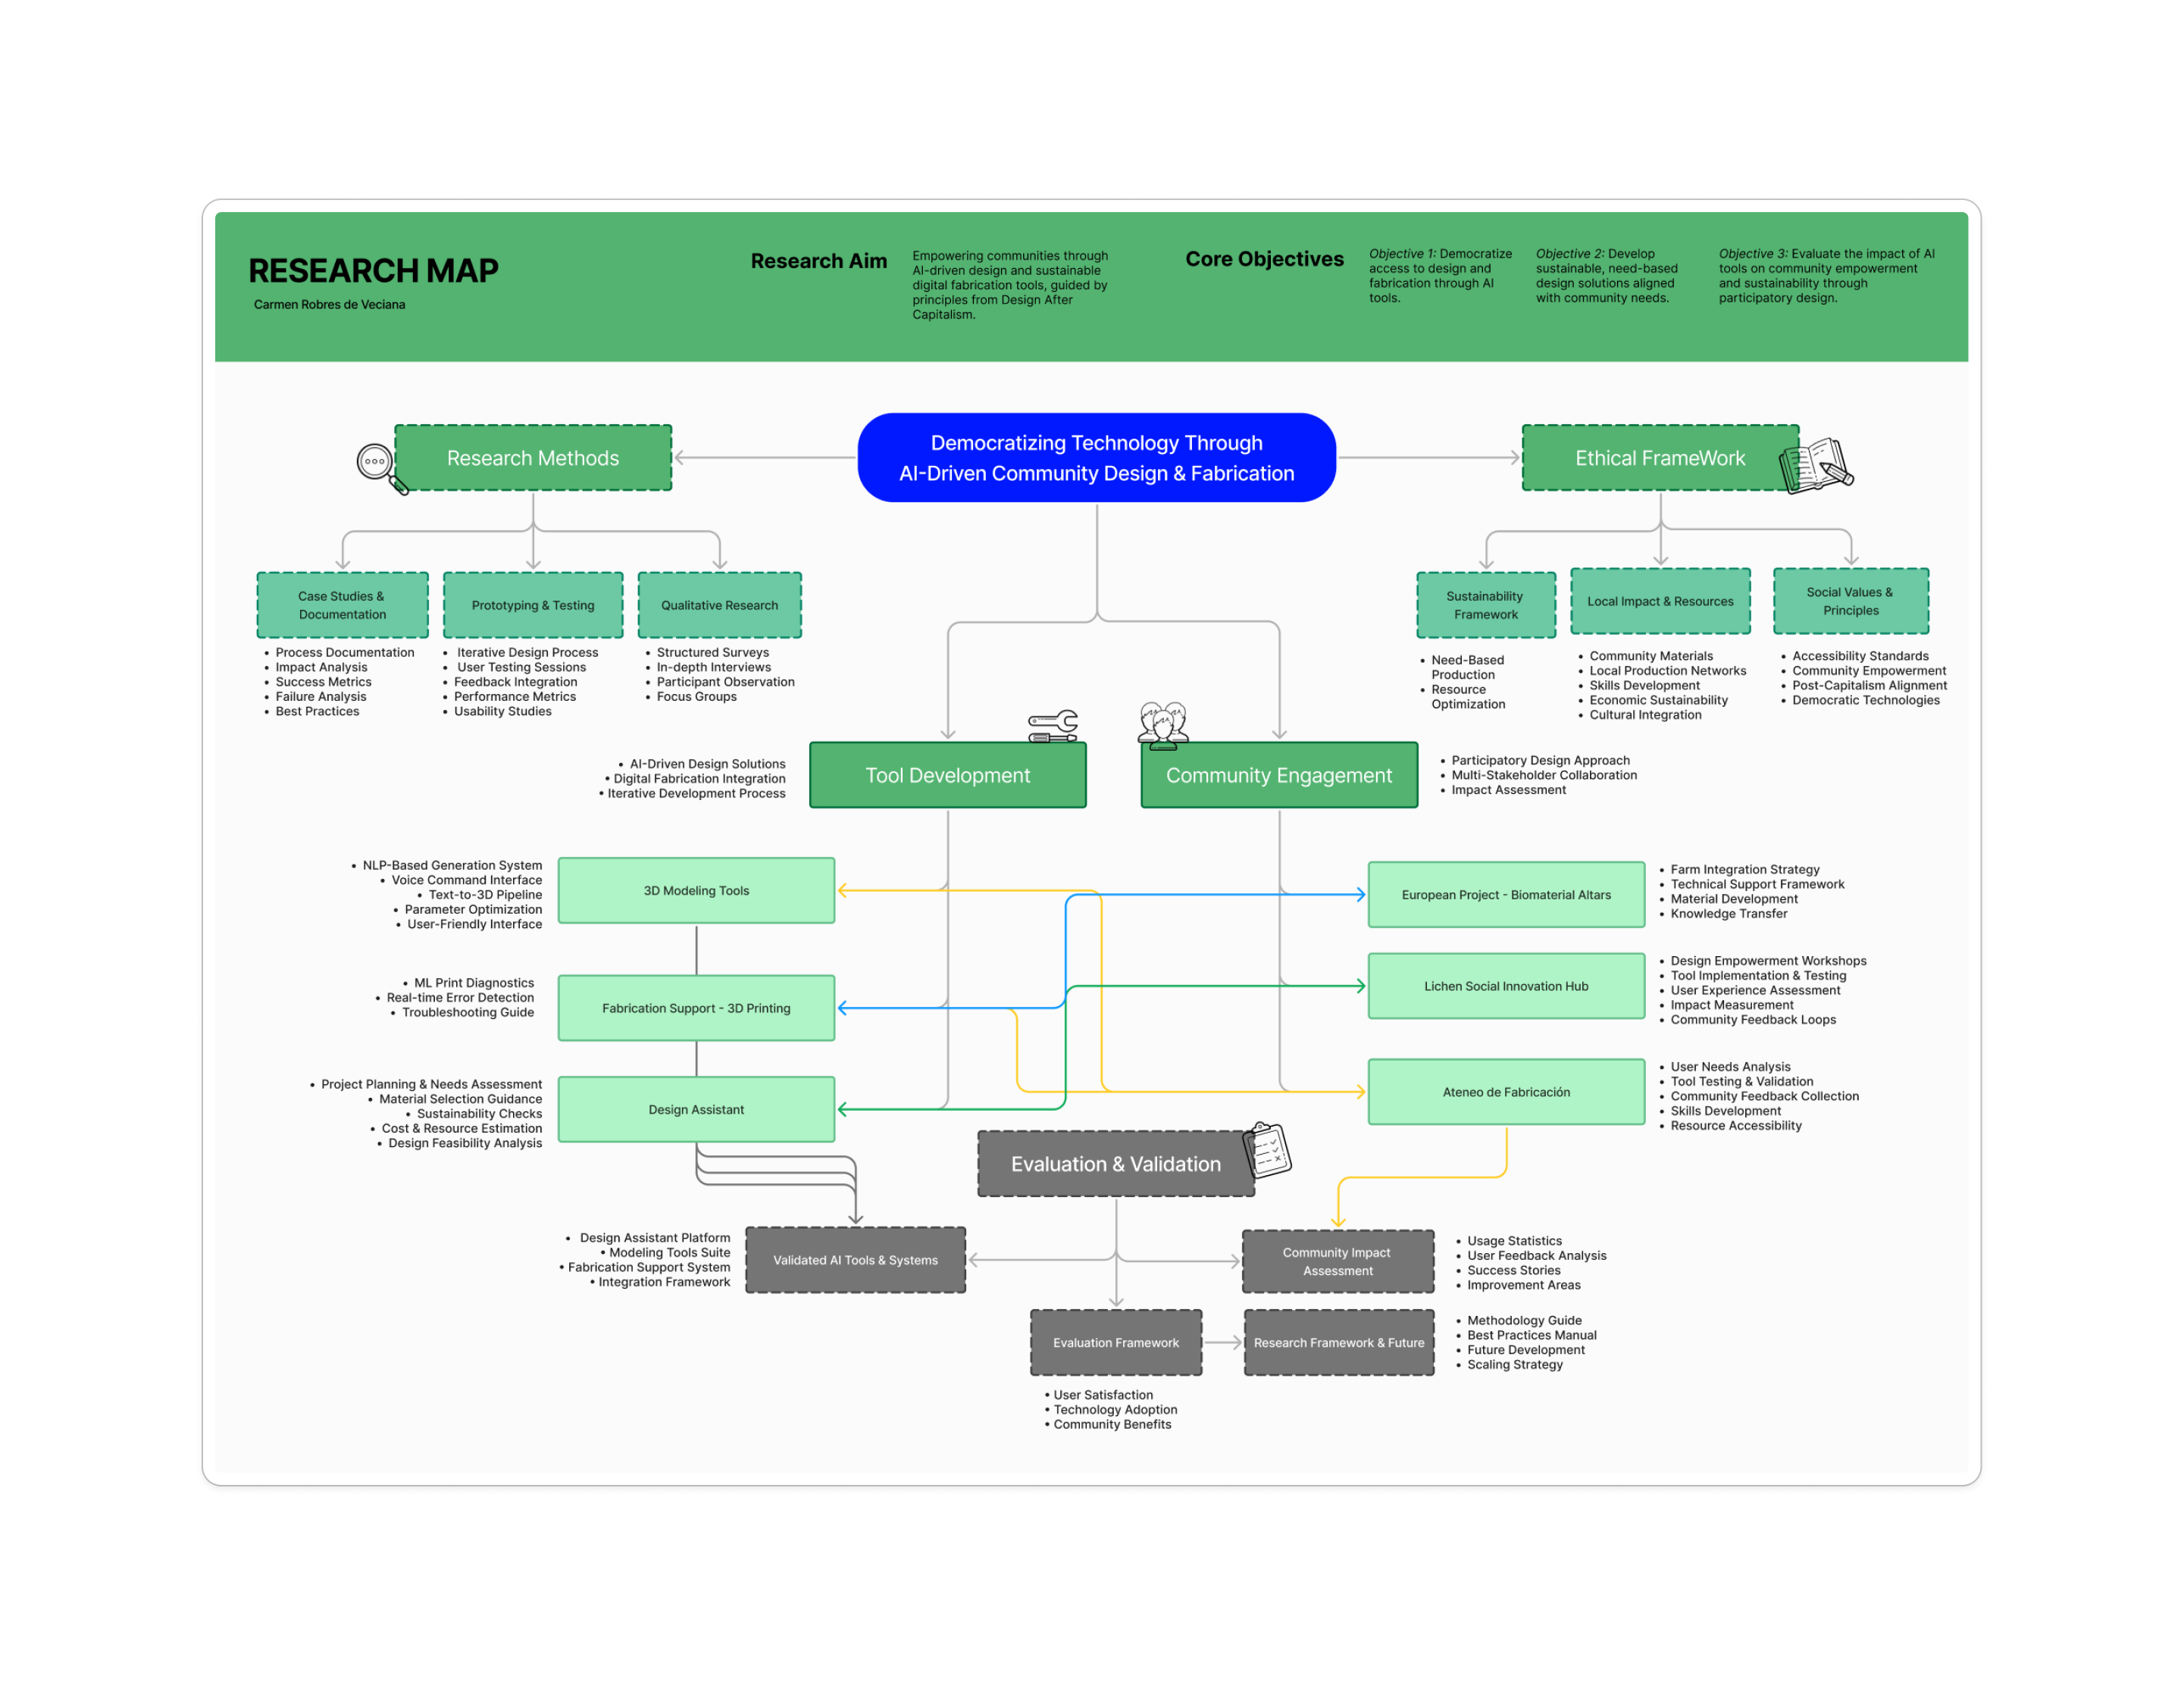 RESEARCH MAP
Carmen Robres de Veciana
Research Aim
Empowering communities through
AI-driven design and sustainable
digital fabrication tools, guided by
principles from Design After
Capitalism.
Core Objectives
Objective 1: Democratize
access to design and
fabrication through AI
tools.
Objective 2: Develop
sustainable, need-based
design solutions aligned
with community needs.
Objective 3: Evaluate the impact of AI
tools on community empowerment
and sustainability through
participatory design.
Research Methods
Democratizing Technology Through
AI-Driven Community Design & Fabrication
Ethical FrameWork
Case Studies &
Documentation
• Process Documentation
• Impact Analysis
• Success Metrics
• Failure Analysis
• Best Practices
Prototyping & Testing
• Iterative Design Process
• User Testing Sessions
• Feedback Integration
• Performance Metrics
• Usability Studies
Qualitative Research
• Structured Surveys
• In-depth Interviews
• Participant Observation
• Focus Groups
Sustainability
Framework
• Need-Based
Production
• Resource
Optimization
Local Impact & Resources
• Community Materials
• Local Production Networks
• Skills Development
• Economic Sustainability
• Cultural Integration
Social Values &
Principles
• Accessibility Standards
• Community Empowerment
• Post-Capitalism Alignment
• Democratic Technologies
• AI-Driven Design Solutions
• Digital Fabrication Integration
• Iterative Development Process
Tool Development
Community Engagement
• Participatory Design Approach
• Multi-Stakeholder Collaboration
• Impact Assessment
• NLP-Based Generation System
• Voice Command Interface
• Text-to-3D Pipeline
• Parameter Optimization
• User-Friendly Interface
3D Modeling Tools
European Project - Biomaterial Altars
• Farm Integration Strategy
• Technical Support Framework
• Material Development
• Knowledge Transfer
• ML Print Diagnostics
• Real-time Error Detection
• Troubleshooting Guide
Fabrication Support - 3D Printing
Lichen Social Innovation Hub
• Design Empowerment Workshops
• Tool Implementation & Testing
• User Experience Assessment
• Impact Measurement
• Community Feedback Loops
• Project Planning & Needs Assessment
• Material Selection Guidance
• Sustainability Checks
• Cost & Resource Estimation
• Design Feasibility Analysis
Design Assistant
Ateneo de Fabricación
• User Needs Analysis
• Tool Testing & Validation
• Community Feedback Collection
• Skills Development
• Resource Accessibility
Evaluation & Validation
• Design Assistant Platform
• Modeling Tools Suite
• Fabrication Support System
• Integration Framework
Validated AI Tools & Systems
Community Impact
Assessment
• Usage Statistics
• User Feedback Analysis
• Success Stories
• Improvement Areas
Evaluation Framework
• User Satisfaction
• Technology Adoption
• Community Benefits
Research Framework & Future
• Methodology Guide
• Best Practices Manual
• Future Development
• Scaling Strategy